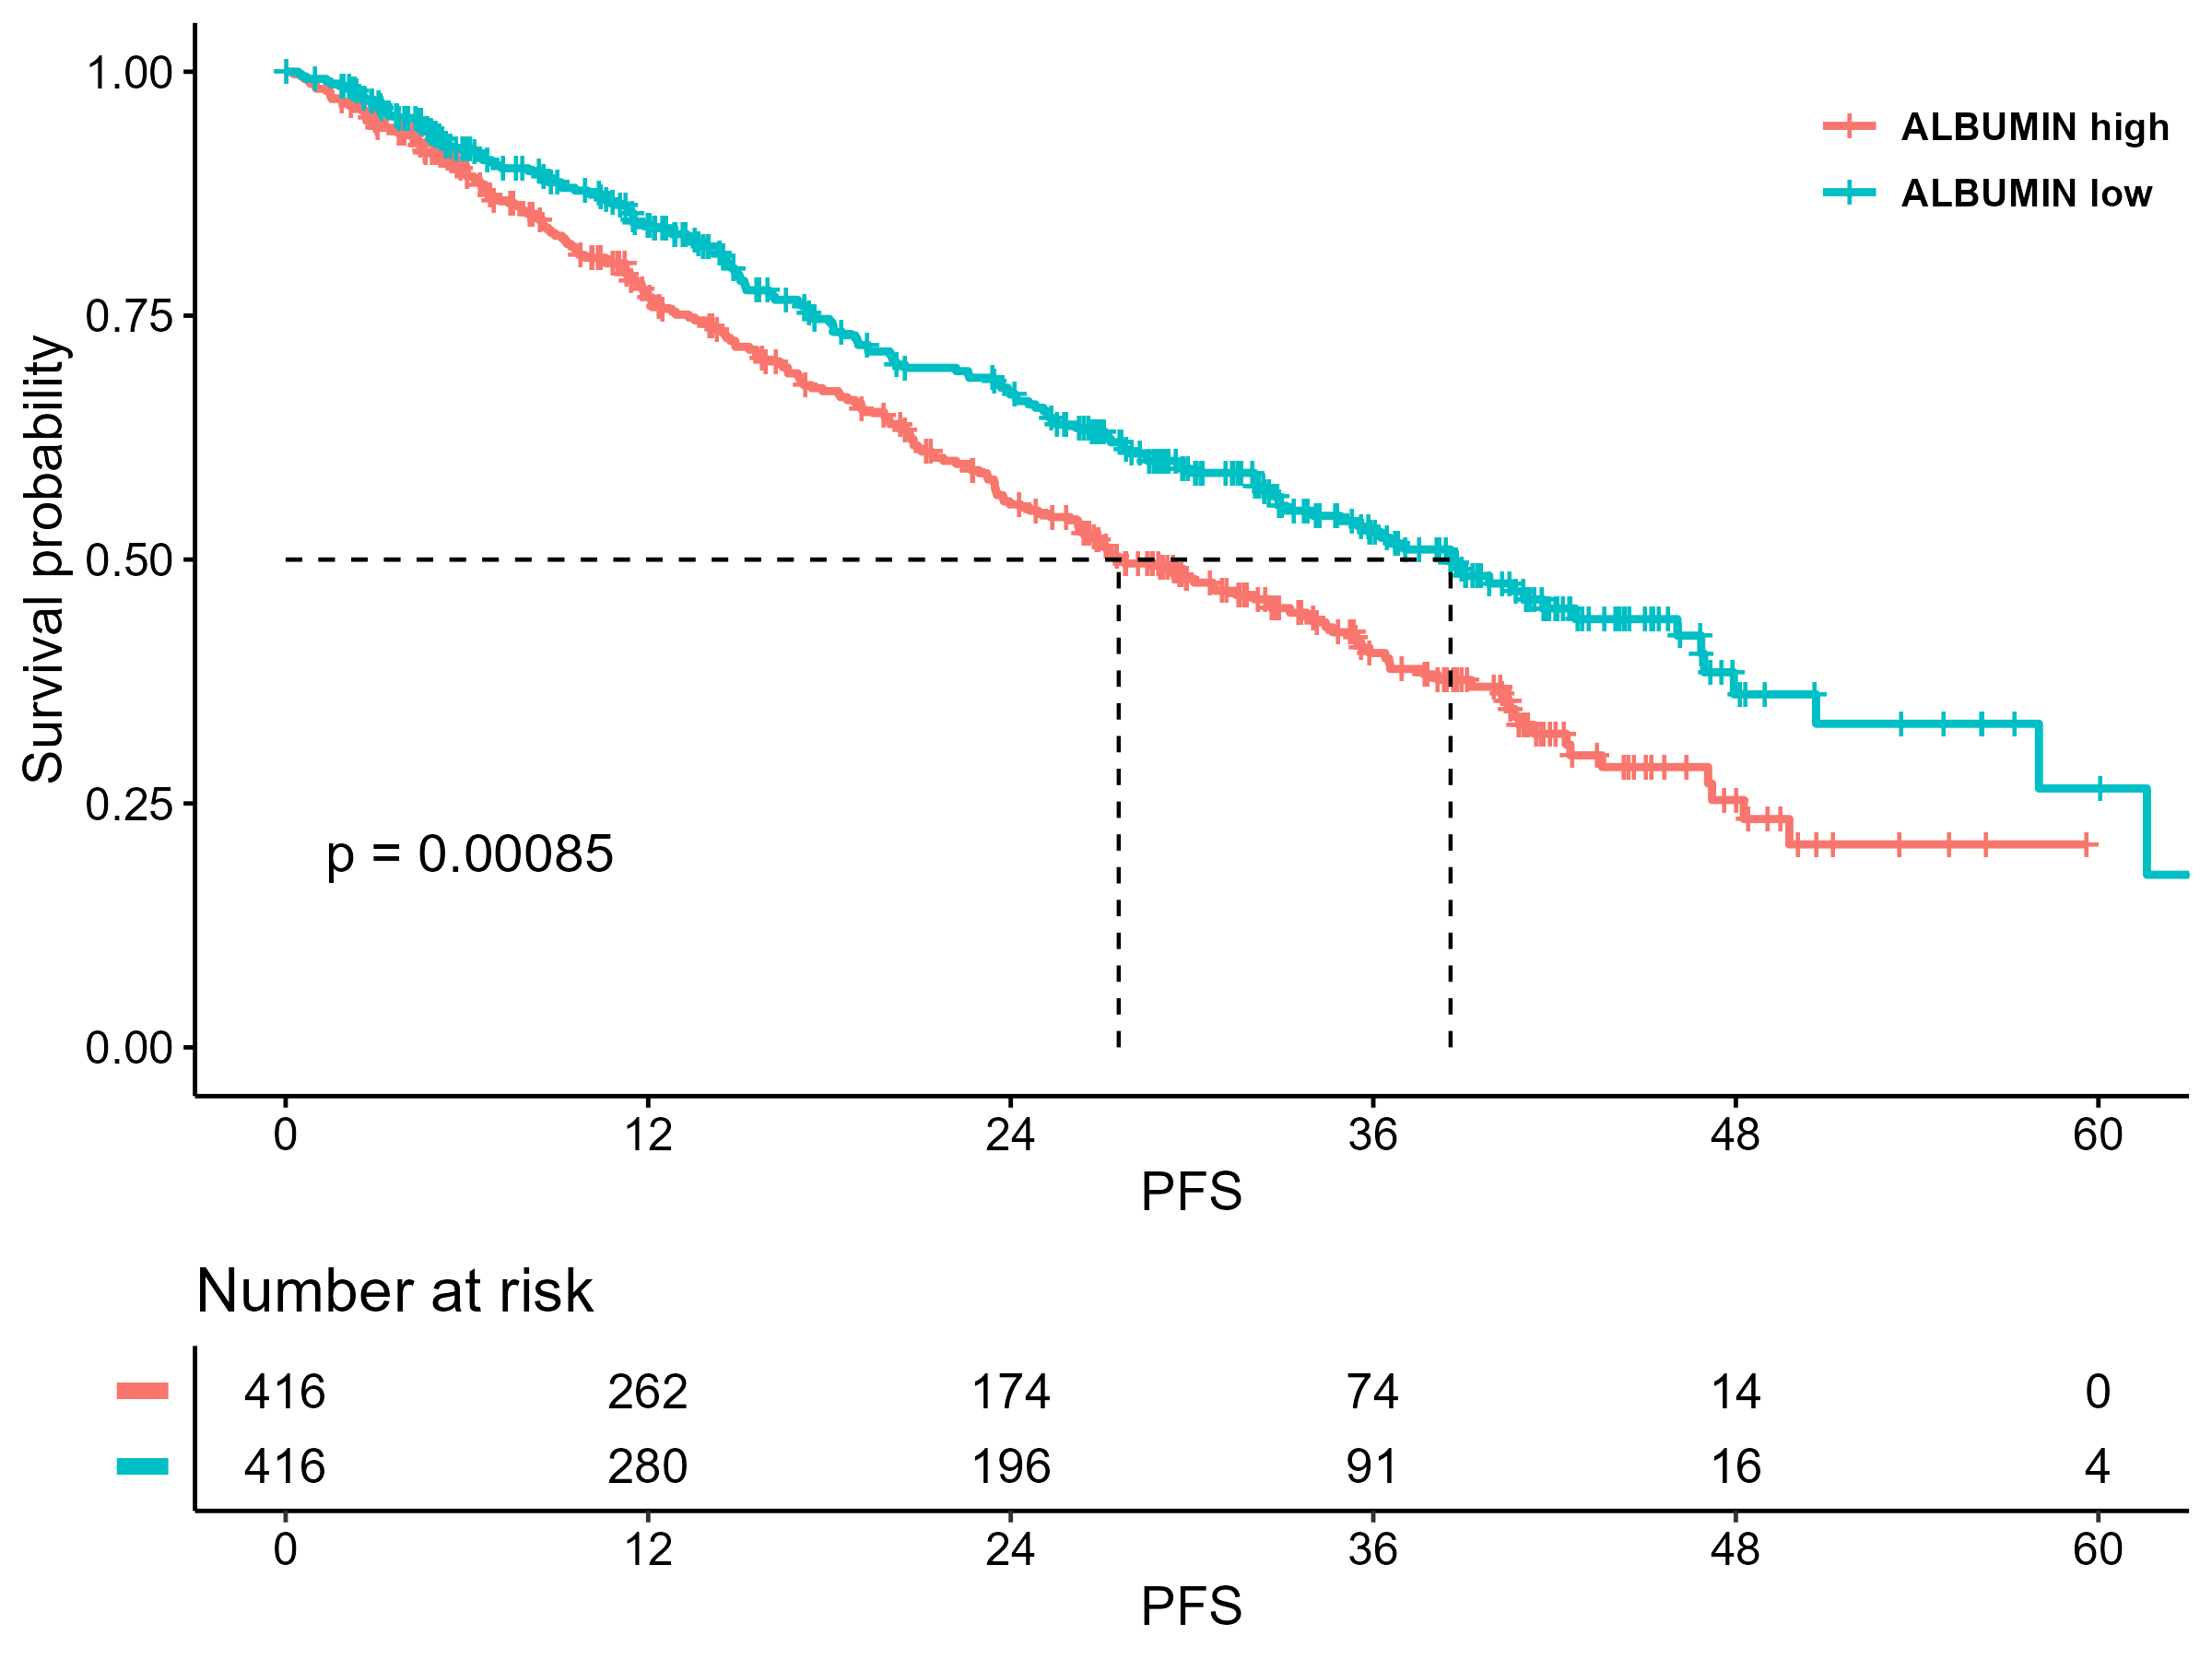 1.00
ALBUMIN high
ALBUMIN low
0.75
Survival probability
0.50
0.25
p = 0.00085
0.00
0 12 24 36 48 60
PFS
Number at risk
416 262 174 74 14 0
416 280 196 91 16 4
0 12 24 36 48 60
PFS